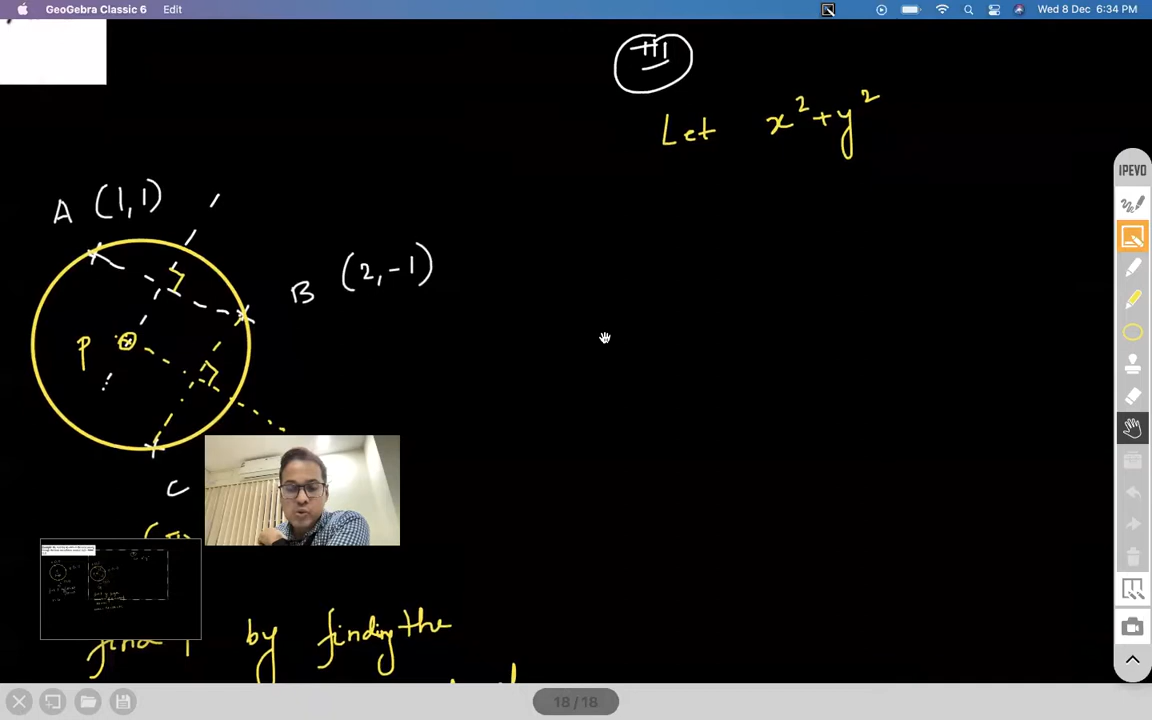 GeoGebra Classic 6 Edit Wed 8 Dec 6:34 PM
Let x²+y²
A (1,1)
B (2,-1)
P
C
find P by finding the
IPEVO
18 / 18